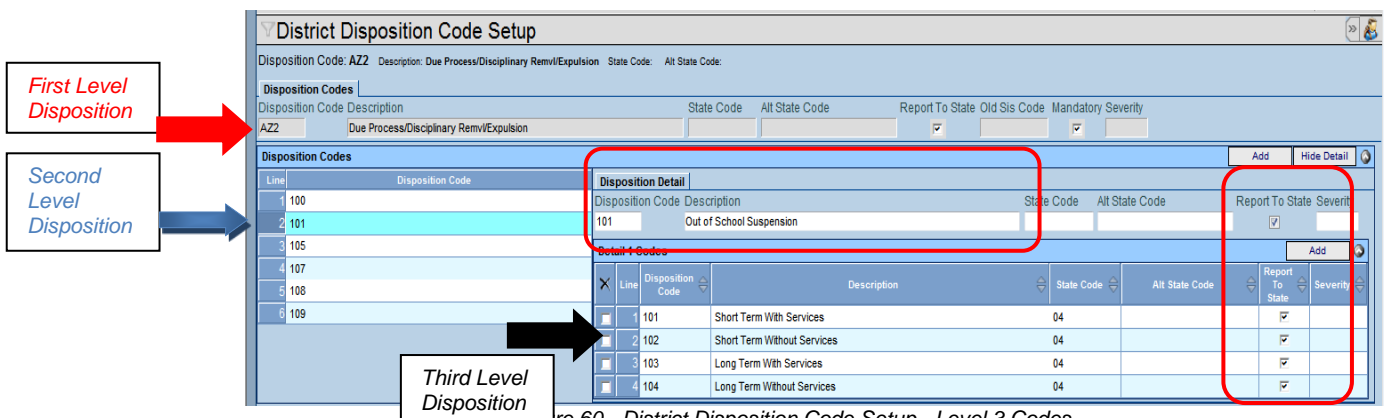 District Disposition Code Setup
Disposition Code: AZ2 Description: Due Process/Disciplinary Remvl/Expulsion State Code: Alt State Code:
First Level
Disposition
Disposition Codes
Disposition Code Description State Code Alt State Code Report To State Old Sis Code Mandatory Severity
AZ2 Due Process/Disciplinary Remvl/Expulsion
Second
Level
Disposition
Disposition Codes Add Hide Detail
Line Disposition Code
1 100
2 101
3 105
4 107
5 108
6 109
Disposition Detail
Disposition Code Description State Code Alt State Code Report To State Severity
101 Out of School Suspension
Detail 1 Codes Add
X Line Disposition Code Description State Code Alt State Code Report To State Severity
1 101 Short Term With Services 04
2 102 Short Term Without Services 04
3 103 Long Term With Services 04
4 104 Long Term Without Services 04
Third Level
Disposition
re 60 - District Disposition Code Setup - Level 3 Codes